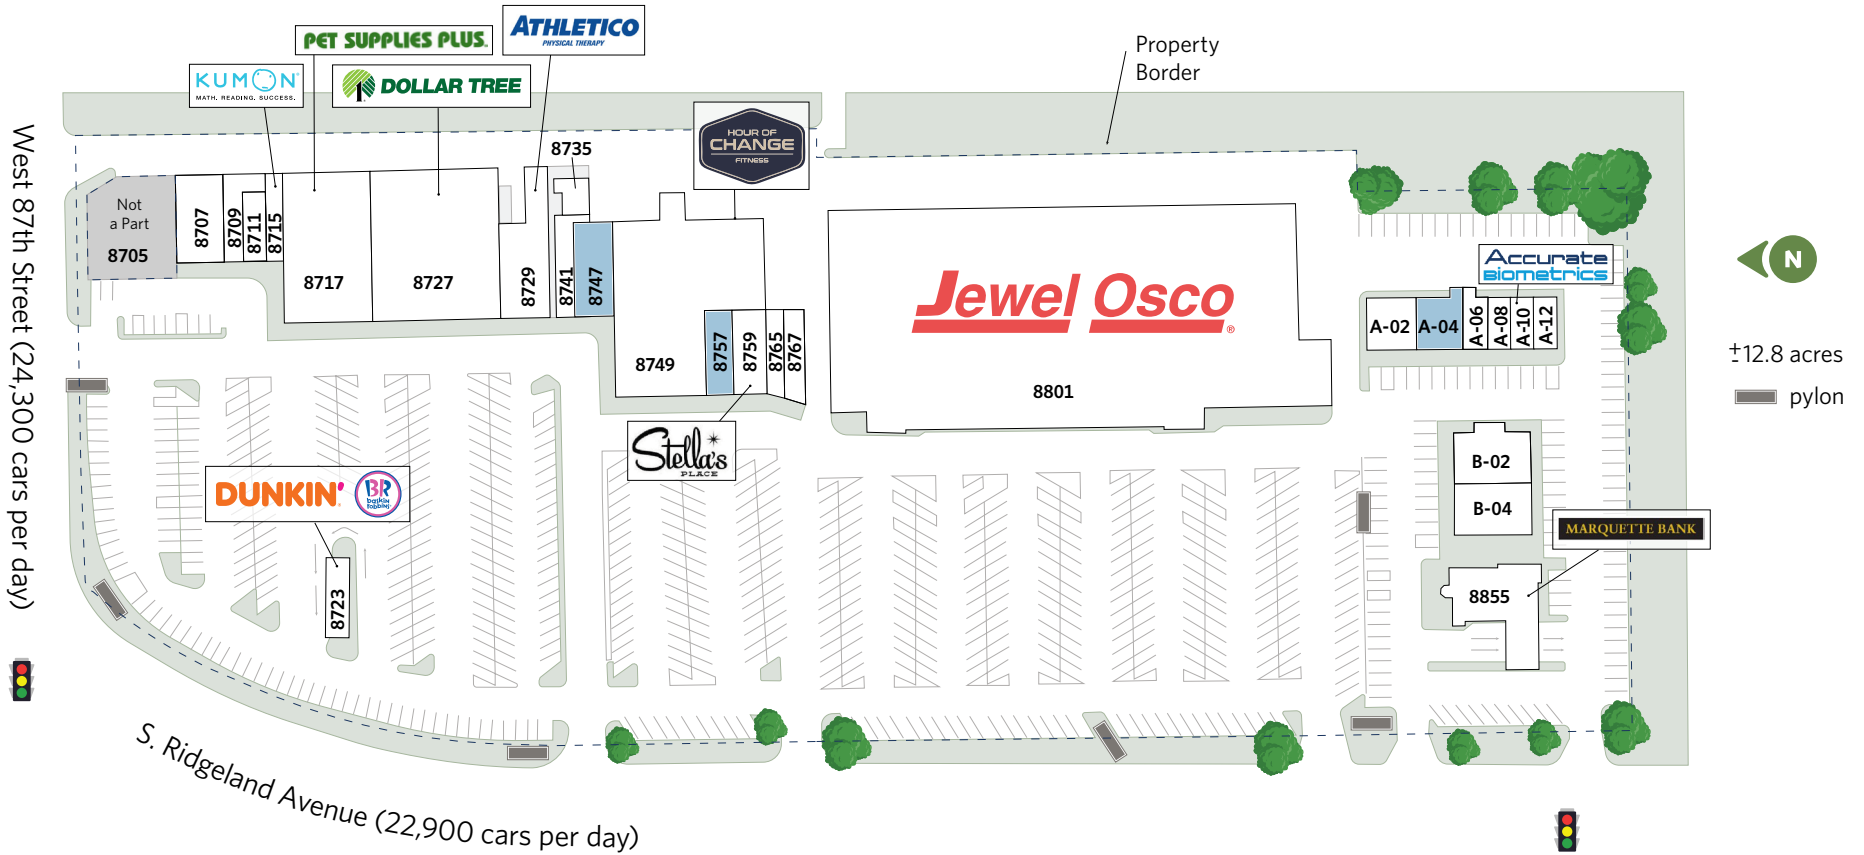 PET SUPPLIES PLUS.
ATHLETICO
PHYSICAL THERAPY
KUMON
MATH. READING. SUCCESS.
1
DOLLAR TREE
Property
Border
HOUR OF
CHANGE
FITNESS
8735
Not
a Part
8705
8707
8709
8711
8715
8717
8727
8729
8741
8747
8749
8757
8759
8765
8767
Jewel Osco®
8801
Accurate
Biometrics
A-02
A-04
A-06
A-08
A-10
A-12
N
±12.8 acres
pylon
Stella's
PLACE
DUNKIN'
BR
baskin
robbins
8723
B-02
B-04
MARQUETTE BANK
8855
West 87th Street (24,300 cars per day)
S. Ridgeland Avenue (22,900 cars per day)